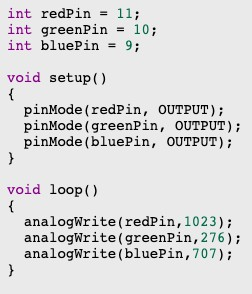 int redPin = 11;
int greenPin = 10;
int bluePin = 9;
void setup()
{
pinMode(redPin, OUTPUT);
pinMode(greenPin, OUTPUT);
pinMode(bluePin, OUTPUT);
}
void loop()
{
analogWrite(redPin,1023);
analogWrite(greenPin,276);
analogWrite(bluePin,707);
}